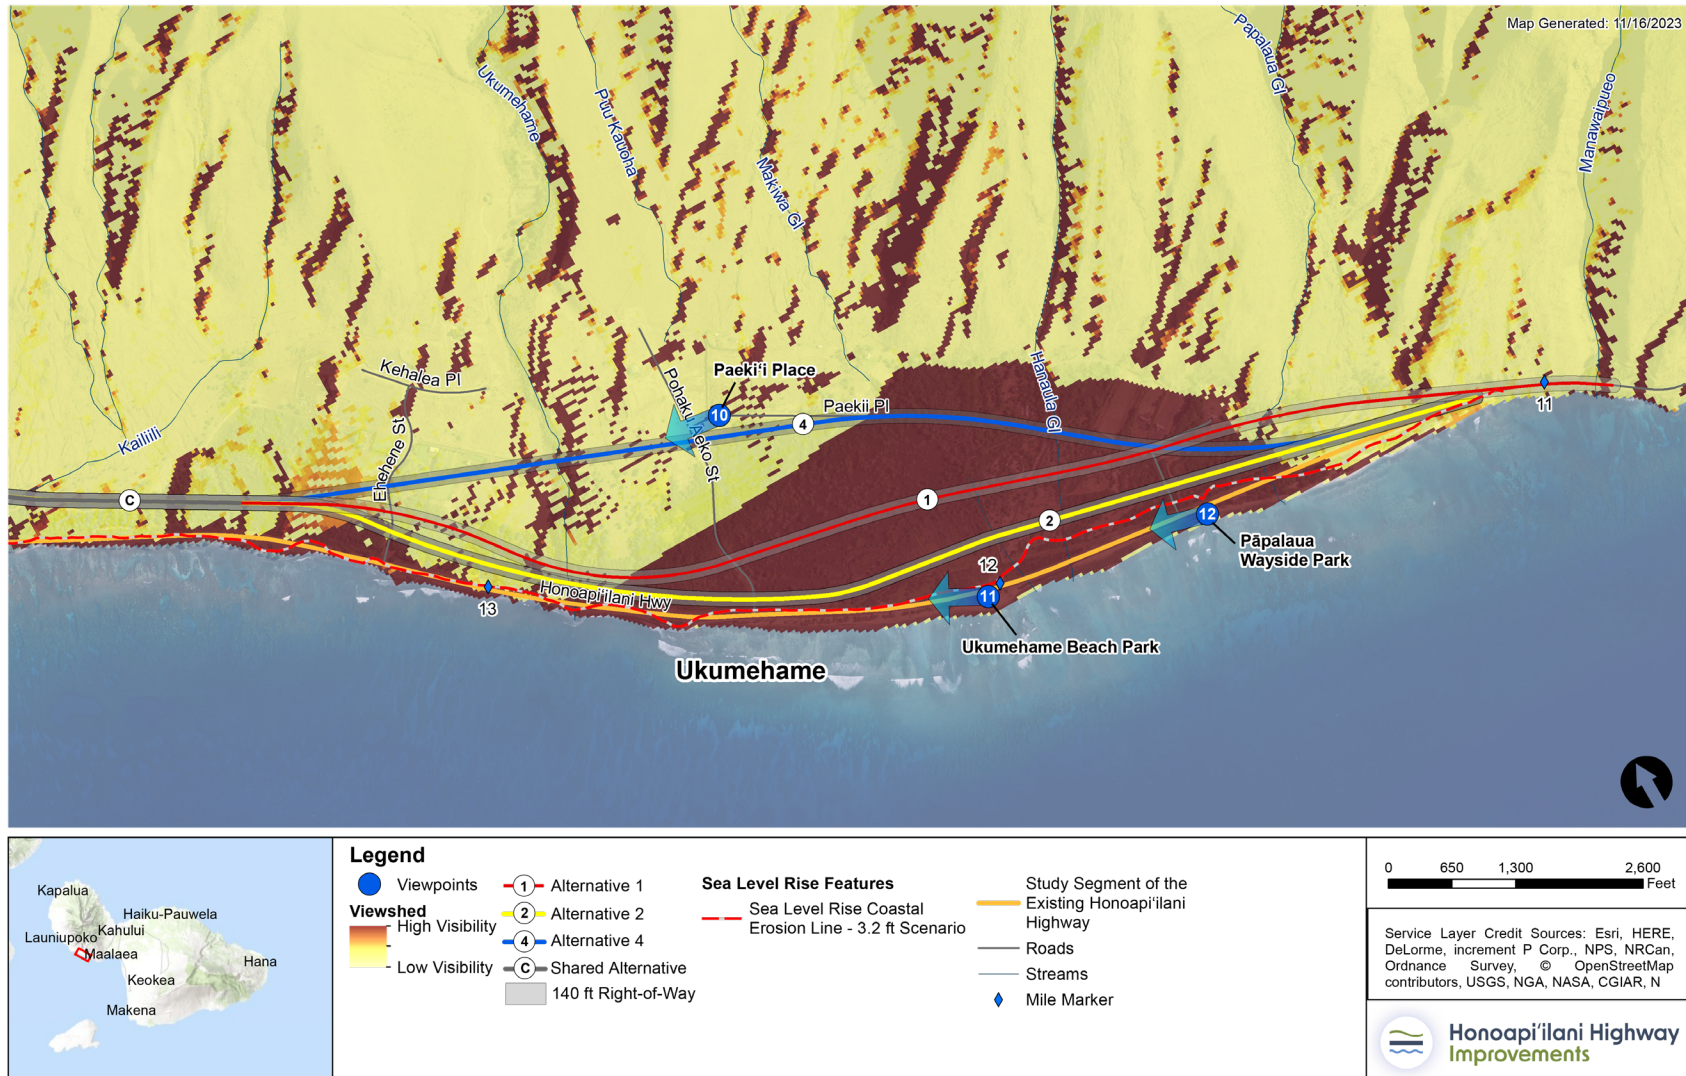 Map Generated: 11/16/2023
Papalaua Gl
Manawaipueo
Ukumehame
Puu Kauoha
Makiwa Gl
Hanaula Gl
Kailiili
Kehalea Pl
Enehene St
Pohaku Aeko St
Paeki‘i Place
10
4
Paekii Pl
11
C
1
2
12
Pāpalaua
Wayside Park
12
11
13
Honoapi‘ilani Hwy
Ukumehame Beach Park
Ukumehame
Kapalua
Haiku-Pauwela
Kahului
Launiupoko
Maalaea
Hana
Keokea
Makena
Legend
Viewpoints
Viewshed
High Visibility
Low Visibility
1 Alternative 1
2 Alternative 2
4 Alternative 4
C Shared Alternative
140 ft Right-of-Way
Sea Level Rise Features
Sea Level Rise Coastal
Erosion Line - 3.2 ft Scenario
Study Segment of the
Existing Honoapi‘ilani
Highway
Roads
Streams
Mile Marker
0 650 1,300 2,600
Feet
Service Layer Credit Sources: Esri, HERE,
DeLorme, increment P Corp., NPS, NRCan,
Ordnance Survey, © OpenStreetMap
contributors, USGS, NGA, NASA, CGIAR, N
Honoapi‘ilani Highway
Improvements